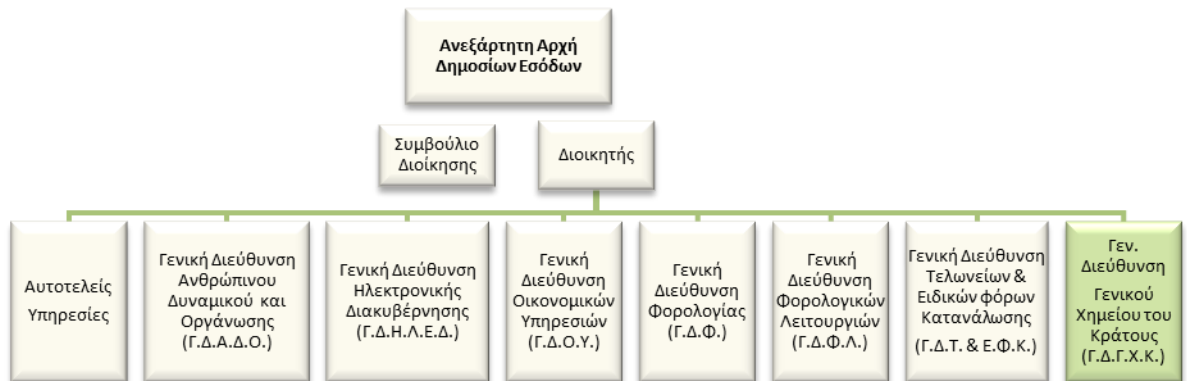 Ανεξάρτητη Αρχή
Δημοσίων Εσόδων
Συμβούλιο
Διοίκησης
Διοικητής
Αυτοτελείς
Υπηρεσίες
Γενική Διεύθυνση
Ανθρώπινου
Δυναμικού και
Οργάνωσης
(Γ.Δ.Α.Δ.Ο.)
Γενική Διεύθυνση
Ηλεκτρονικής
Διακυβέρνησης
(Γ.Δ.Η.Λ.Ε.Δ.)
Γενική
Διεύθυνση
Οικονομικών
Υπηρεσιών
(Γ.Δ.Ο.Υ.)
Γενική
Διεύθυνση
Φορολογίας
(Γ.Δ.Φ.)
Γενική
Διεύθυνση
Φορολογικών
Λειτουργιών
(Γ.Δ.Φ.Λ.)
Γενική Διεύθυνση
Τελωνείων &
Ειδικών φόρων
Κατανάλωσης
(Γ.Δ.Τ. & Ε.Φ.Κ.)
Γεν.
Διεύθυνση
Γενικού
Χημείου του
Κράτους
(Γ.Δ.Γ.Χ.Κ.)